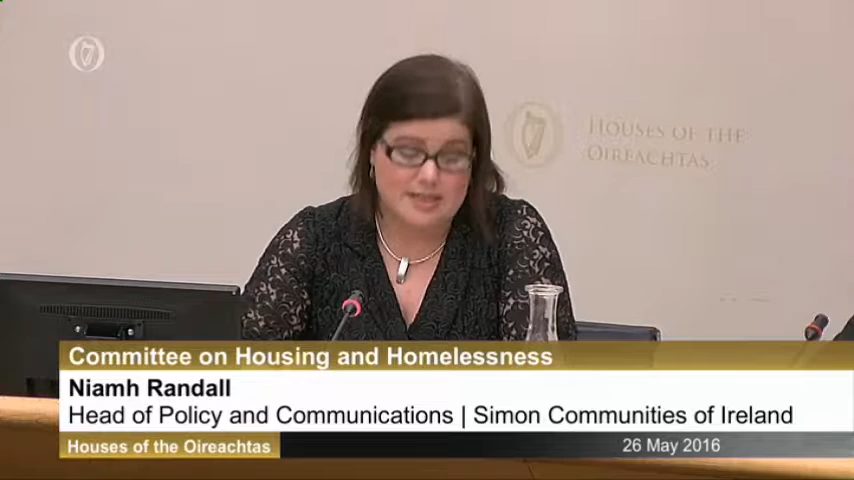 HOUSES OF THE
OIREACHTAS
Committee on Housing and Homelessness
Niamh Randall
Head of Policy and Communications | Simon Communities of Ireland
Houses of the Oireachtas
26 May 2016